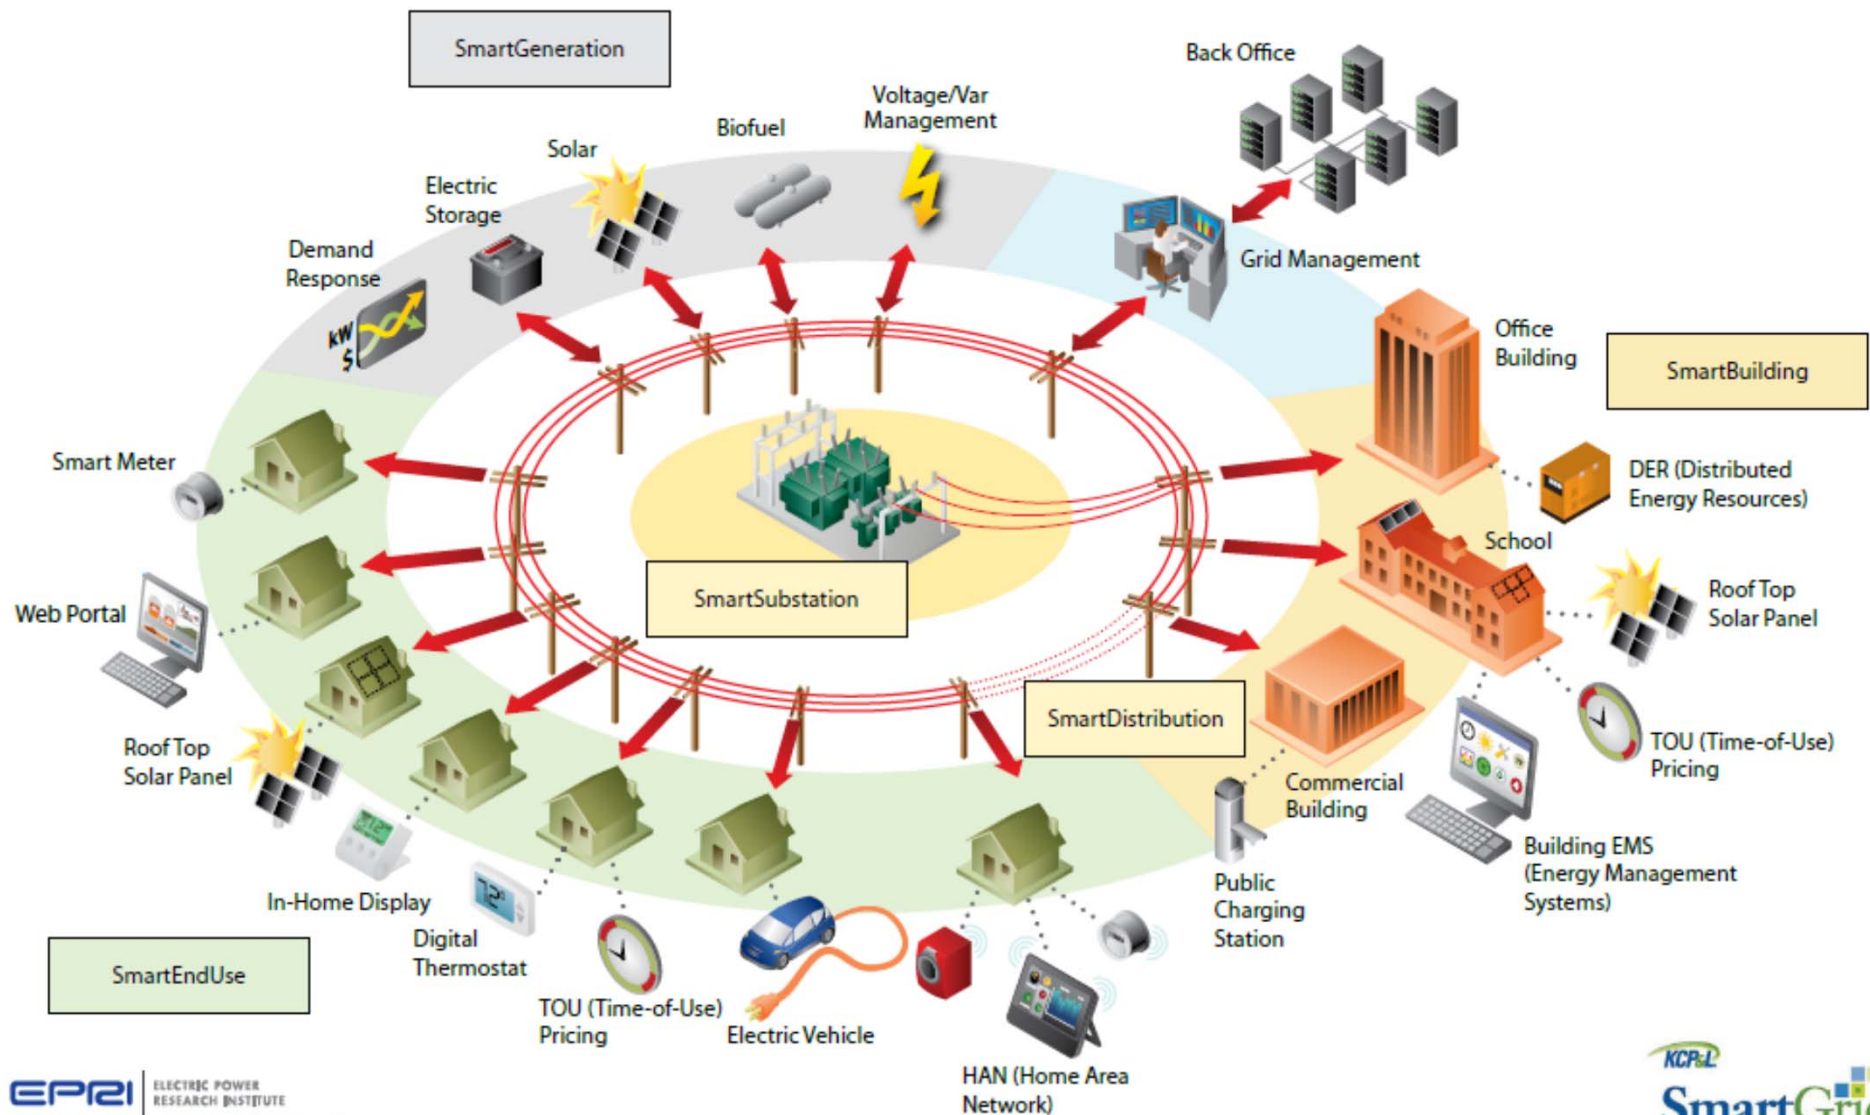 SmartGeneration
Back Office
Voltage/Var
Management
Biofuel
Solar
Electric
Storage
Demand
Response
kW
$
Grid Management
Office
Building
SmartBuilding
DER (Distributed
Energy Resources)
School
Roof Top
Solar Panel
TOU (Time-of-Use)
Pricing
Building EMS
(Energy Management
Systems)
Commercial
Building
Public
Charging
Station
SmartSubstation
SmartDistribution
Smart Meter
Web Portal
Roof Top
Solar Panel
In-Home Display
72
Digital
Thermostat
TOU (Time-of-Use)
Pricing
Electric Vehicle
HAN (Home Area
Network)
SmartEndUse
EPRI
ELECTRIC POWER
RESEARCH INSTITUTE
KCP&L
SmartGrid